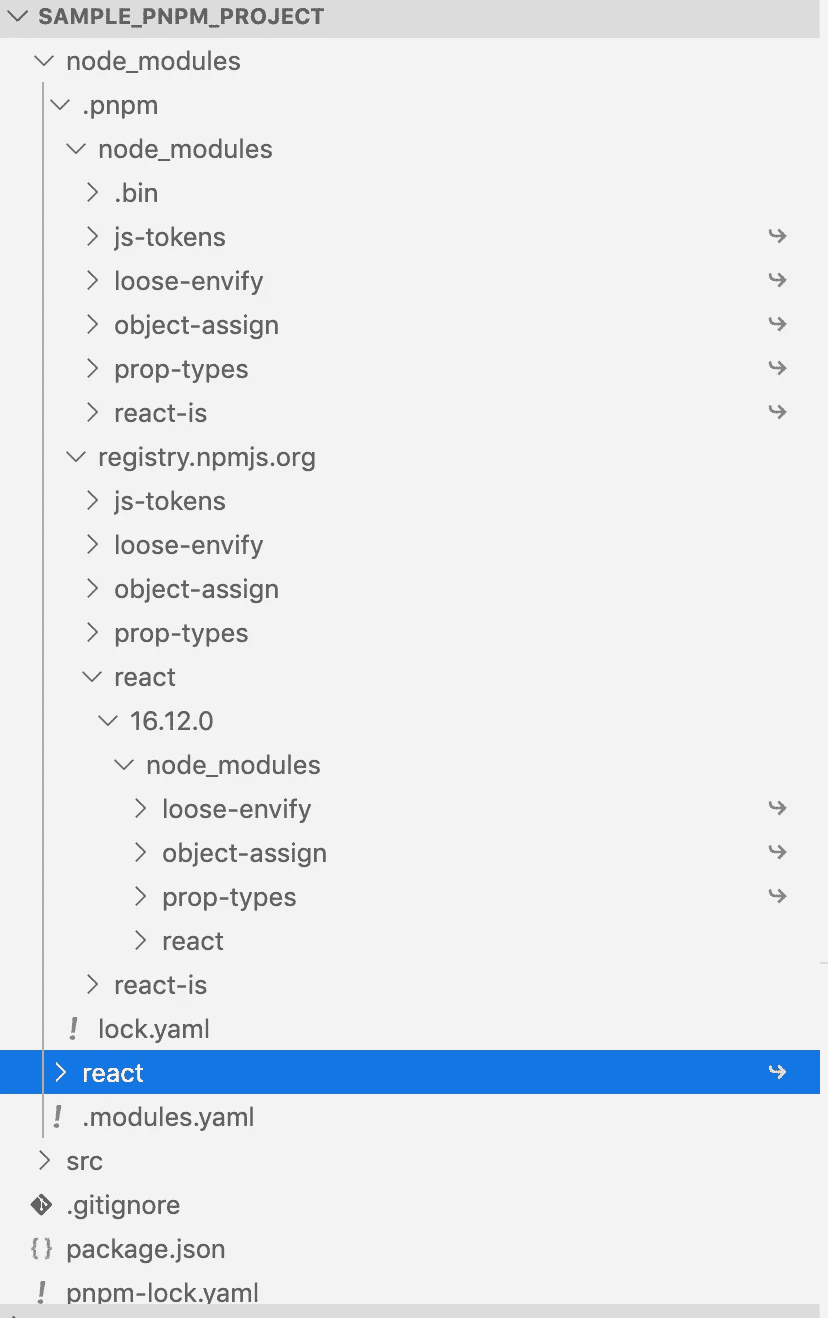 SAMPLE_PNPM_PROJECT
node_modules
.pnpm
node_modules
.bin
js-tokens
loose-envify
object-assign
prop-types
react-is
registry.npmjs.org
js-tokens
loose-envify
object-assign
prop-types
react
16.12.0
node_modules
loose-envify
object-assign
prop-types
react
react-is
! lock.yaml
react
! .modules.yaml
src
.gitignore
{} package.json
! pnpm-lock.yaml